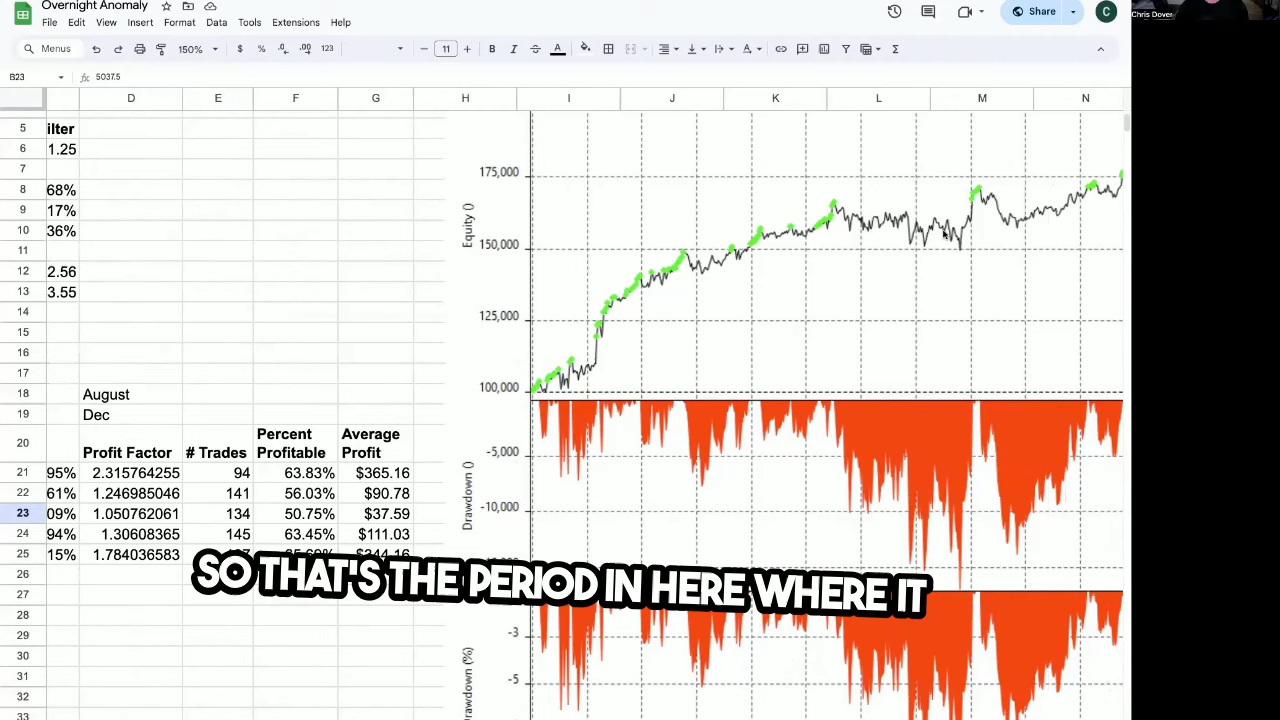 Overnight Anomaly
File Edit View Insert Format Data Tools Extensions Help
Share
C
Chris Dover
Menus
150%
$ % .0 .00 123
11
B I A
B23 fx 5037.5
D E F G H I J K L M N
5 ilter
6 1.25
7
8 68%
9 17%
10 36%
11
12 2.56
13 3.55
14
15
16
17
18 August
19 Dec
20 Profit Factor # Trades Percent Profitable Average Profit
21 95% 2.315764255 94 63.83% $365.16
22 61% 1.246985046 141 56.03% $90.78
23 09% 1.050762061 134 50.75% $37.59
24 94% 1.30608365 145 63.45% $111.03
25 15% 1.784036583
26
27
28
29
30
31
32
Equity ()
175,000
150,000
125,000
100,000
Drawdown ()
-5,000
-10,000
Drawdown (%)
-3
-5
SO THAT'S THE PERIOD IN HERE WHERE IT